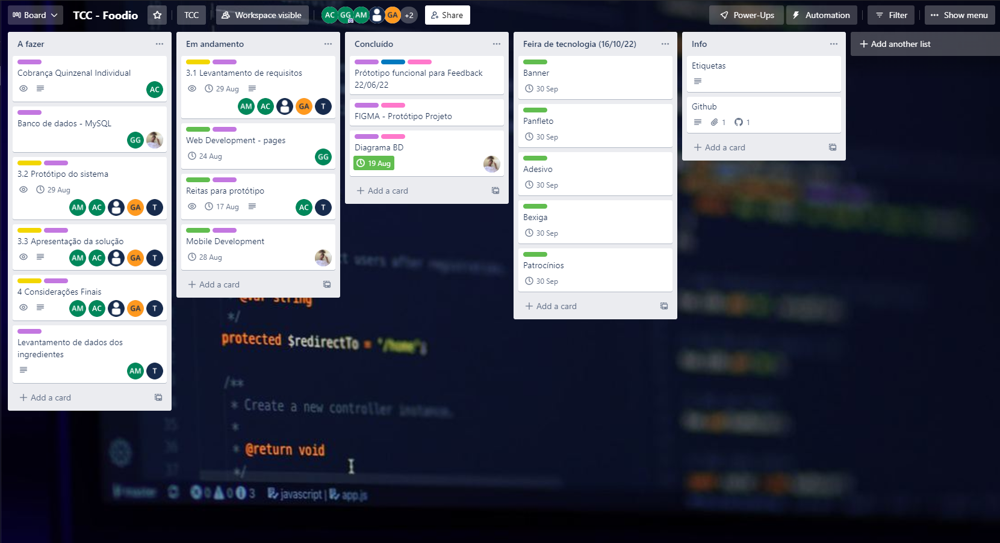 Board
TCC - Foodio
TCC
Workspace visible
AC GG AM GA +2
Share
Power-Ups
Automation
Filter
Show menu
A fazer
Cobrança Quinzenal Individual
AC
Banco de dados - MySQL
GG
3.2 Protótipo do sistema
29 Aug
AM AC GA T
3.3 Apresentação da solução
AM AC GA T
4 Considerações Finais
AM AC GA T
Levantamento de dados dos
ingredientes
AM T
+ Add a card
Em andamento
3.1 Levantamento de requisitos
29 Aug
AM AC GA T
Web Development - pages
24 Aug
GG
Reitas para protótipo
17 Aug
AC T
Mobile Development
28 Aug
+ Add a card
Concluído
Prótotipo funcional para Feedback
22/06/22
FIGMA - Protótipo Projeto
Diagrama BD
19 Aug
+ Add a card
Feira de tecnologia (16/10/22)
Banner
30 Sep
Panfleto
30 Sep
Adesivo
30 Sep
Bexiga
30 Sep
Patrocínios
30 Sep
+ Add a card
Info
Etiquetas
Github
1 1
+ Add a card
+ Add another list
ct users after registration.
* @var string
*/
protected $redirectTo = "/home";
/**
* Create a new controller instance.
*
* @return void
*/
35
36
37
master 0 0 3 javascript | app.js